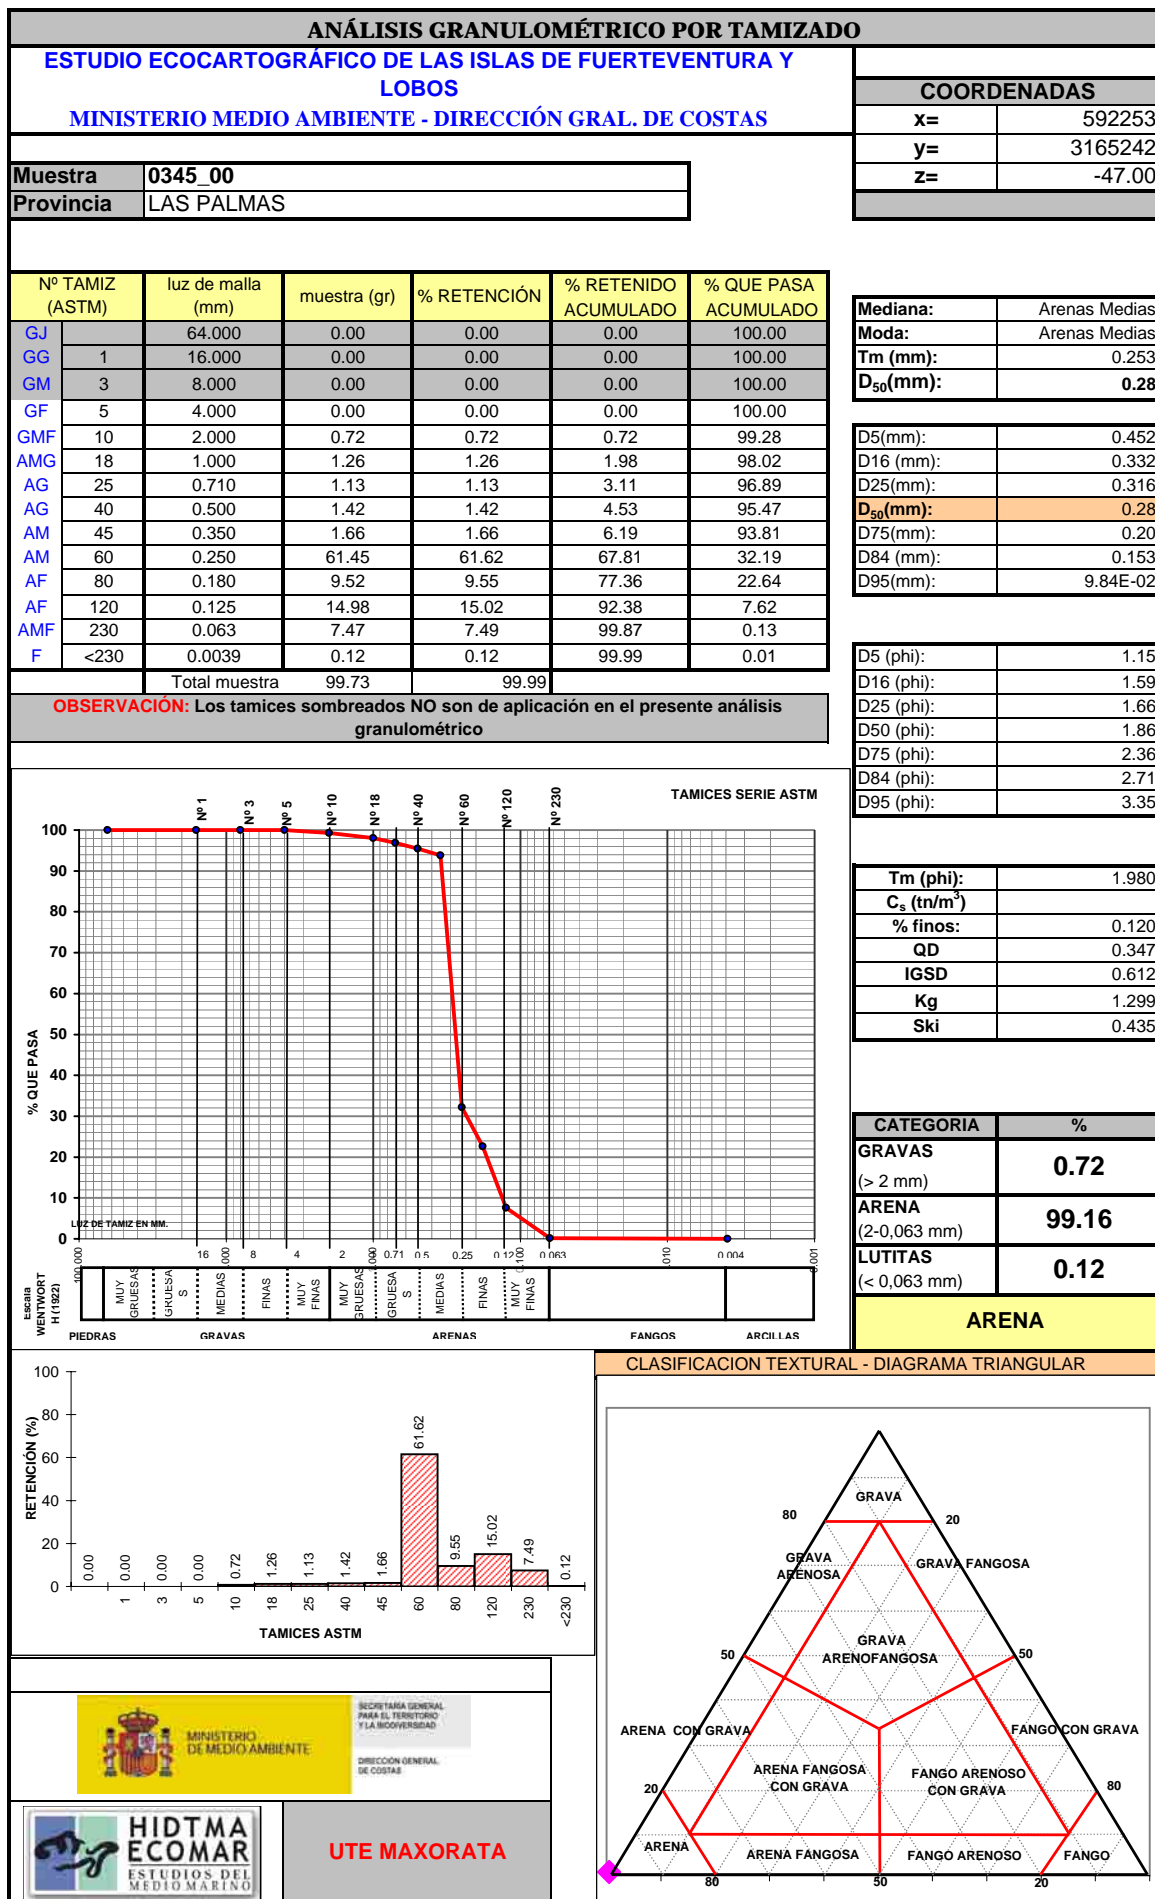 ANÁLISIS GRANULOMÉTRICO POR TAMIZADO
ESTUDIO ECOCARTOGRÁFICO DE LAS ISLAS DE FUERTEVENTURA Y
LOBOS
MINISTERIO MEDIO AMBIENTE - DIRECCIÓN GRAL. DE COSTAS
COORDENADAS
x= 592253
y= 3165242
z= -47.00
Muestra 0345_00
Provincia LAS PALMAS
Nº TAMIZ (ASTM) luz de malla (mm) muestra (gr) % RETENCIÓN % RETENIDO ACUMULADO % QUE PASA ACUMULADO
GJ 64.000 0.00 0.00 0.00 100.00
GG 1 16.000 0.00 0.00 0.00 100.00
GM 3 8.000 0.00 0.00 0.00 100.00
GF 5 4.000 0.00 0.00 0.00 100.00
GMF 10 2.000 0.72 0.72 0.72 99.28
AMG 18 1.000 1.26 1.26 1.98 98.02
AG 25 0.710 1.13 1.13 3.11 96.89
AG 40 0.500 1.42 1.42 4.53 95.47
AM 45 0.350 1.66 1.66 6.19 93.81
AM 60 0.250 61.45 61.62 67.81 32.19
AF 80 0.180 9.52 9.55 77.36 22.64
AF 120 0.125 14.98 15.02 92.38 7.62
AMF 230 0.063 7.47 7.49 99.87 0.13
F <230 0.0039 0.12 0.12 99.99 0.01
Total muestra 99.73 99.99
OBSERVACIÓN: Los tamices sombreados NO son de aplicación en el presente análisis
granulométrico
Mediana: Arenas Medias
Moda: Arenas Medias
Tm (mm): 0.253
D50(mm): 0.28
D5(mm): 0.452
D16 (mm): 0.332
D25(mm): 0.316
D50(mm): 0.28
D75(mm): 0.20
D84 (mm): 0.153
D95(mm): 9.84E-02
D5 (phi): 1.15
D16 (phi): 1.59
D25 (phi): 1.66
D50 (phi): 1.86
D75 (phi): 2.36
D84 (phi): 2.71
D95 (phi): 3.35
Tm (phi): 1.980
Cs (tn/m3)
% finos: 0.120
QD 0.347
IGSD 0.612
Kg 1.299
Ski 0.435
CATEGORIA %
GRAVAS (> 2 mm) 0.72
ARENA (2-0,063 mm) 99.16
LUTITAS (< 0,063 mm) 0.12
ARENA
TAMICES SERIE ASTM
Nº 1 Nº 3 Nº 5 Nº 10 Nº 18 Nº 40 Nº 60 Nº 120 Nº 230
% QUE PASA
100
90
80
70
60
50
40
30
20
10
0
LUZ DE TAMIZ EN MM.
16 8 4 2 0.71 0.5 0.25 0.063 0.004
100.000
Escala
WENTWORT
H (1922)
MUY GRUESAS GRUESA S MEDIAS FINAS MUY FINAS MUY GRUESAS GRUESA S MEDIAS FINAS MUY FINAS
PIEDRAS GRAVAS ARENAS FANGOS ARCILLAS
RETENCIÓN (%)
100
80
60
40
20
0
0.00 0.00 0.00 0.00 0.72 1.26 1.13 1.42 1.66 61.62 9.55 15.02 7.49 0.12
1 3 5 10 18 25 40 45 60 80 120 230 <230
TAMICES ASTM
CLASIFICACION TEXTURAL - DIAGRAMA TRIANGULAR
GRAVA
80 20
GRAVA ARENOSA
GRAVA FANGOSA
GRAVA
ARENOFANGOSA
50 50
ARENA CON GRAVA
FANGO CON GRAVA
ARENA FANGOSA
CON GRAVA
FANGO ARENOSO
CON GRAVA
20 80
ARENA ARENA FANGOSA FANGO ARENOSO FANGO
80 50 20
MINISTERIO
DE MEDIO AMBIENTE
SECRETARÍA GENERAL
PARA EL TERRITORIO
Y LA BIODIVERSIDAD
DIRECCIÓN GENERAL
DE COSTAS
HIDTMA
ECOMAR
ESTUDIOS DEL
MEDIO MARINO
UTE MAXORATA